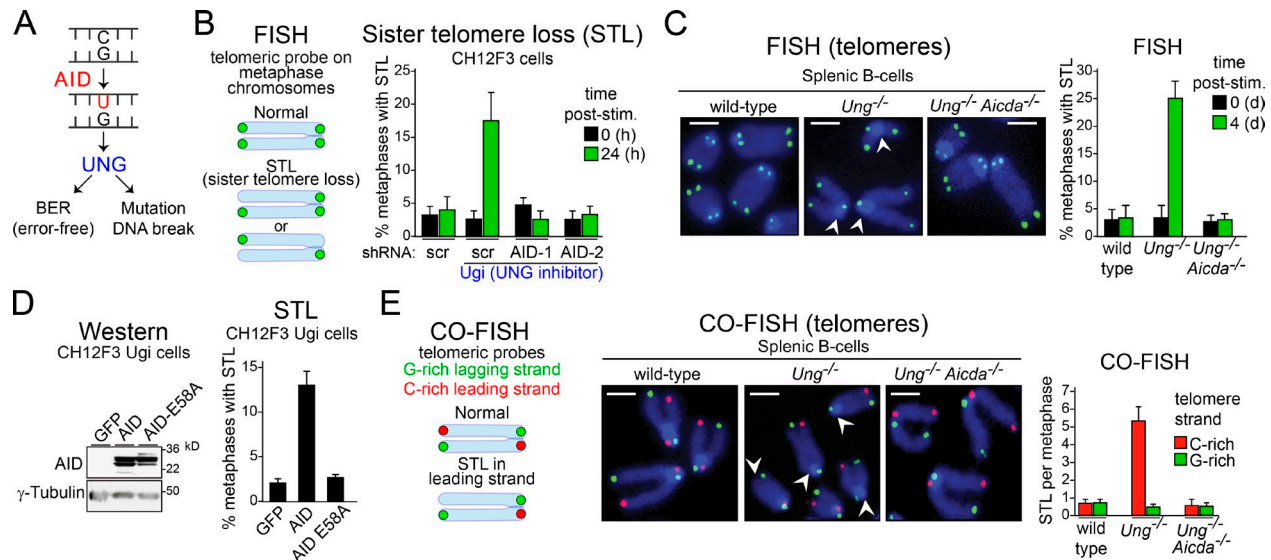 A
C
G
AID
U
G
UNG
BER
(error-free)
Mutation
DNA break
B
FISH
telomeric probe on
metaphase
chromosomes
Normal
STL
(sister telomere loss)
or
Sister telomere loss (STL)
CH12F3 cells
% metaphases with STL
25
20
15
10
5
0
time
post-stim.
0 (h)
24 (h)
shRNA:
scr
scr
AID-1
AID-2
Ugi (UNG inhibitor)
C
FISH (telomeres)
Splenic B-cells
wild-type
Ung-/-
Ung-/- Aicda-/-
FISH
% metaphases with STL
30
25
20
15
10
5
0
time
post-stim.
0 (d)
4 (d)
wild
type
Ung-/-
Ung-/-
Aicda-/-
D
Western
CH12F3 Ugi cells
GFP
AID
AID-E58A
AID
36 kD
22
γ-Tubulin
50
STL
CH12F3 Ugi cells
% metaphases with STL
15
10
5
0
GFP
AID
AID E58A
E
CO-FISH
telomeric probes
G-rich lagging strand
C-rich leading strand
Normal
STL in
leading strand
CO-FISH (telomeres)
Splenic B-cells
wild-type
Ung-/-
Ung-/- Aicda-/-
CO-FISH
STL per metaphase
7
6
5
4
3
2
1
0
telomere
strand
C-rich
G-rich
wild
type
Ung-/-
Ung-/-
Aicda-/-